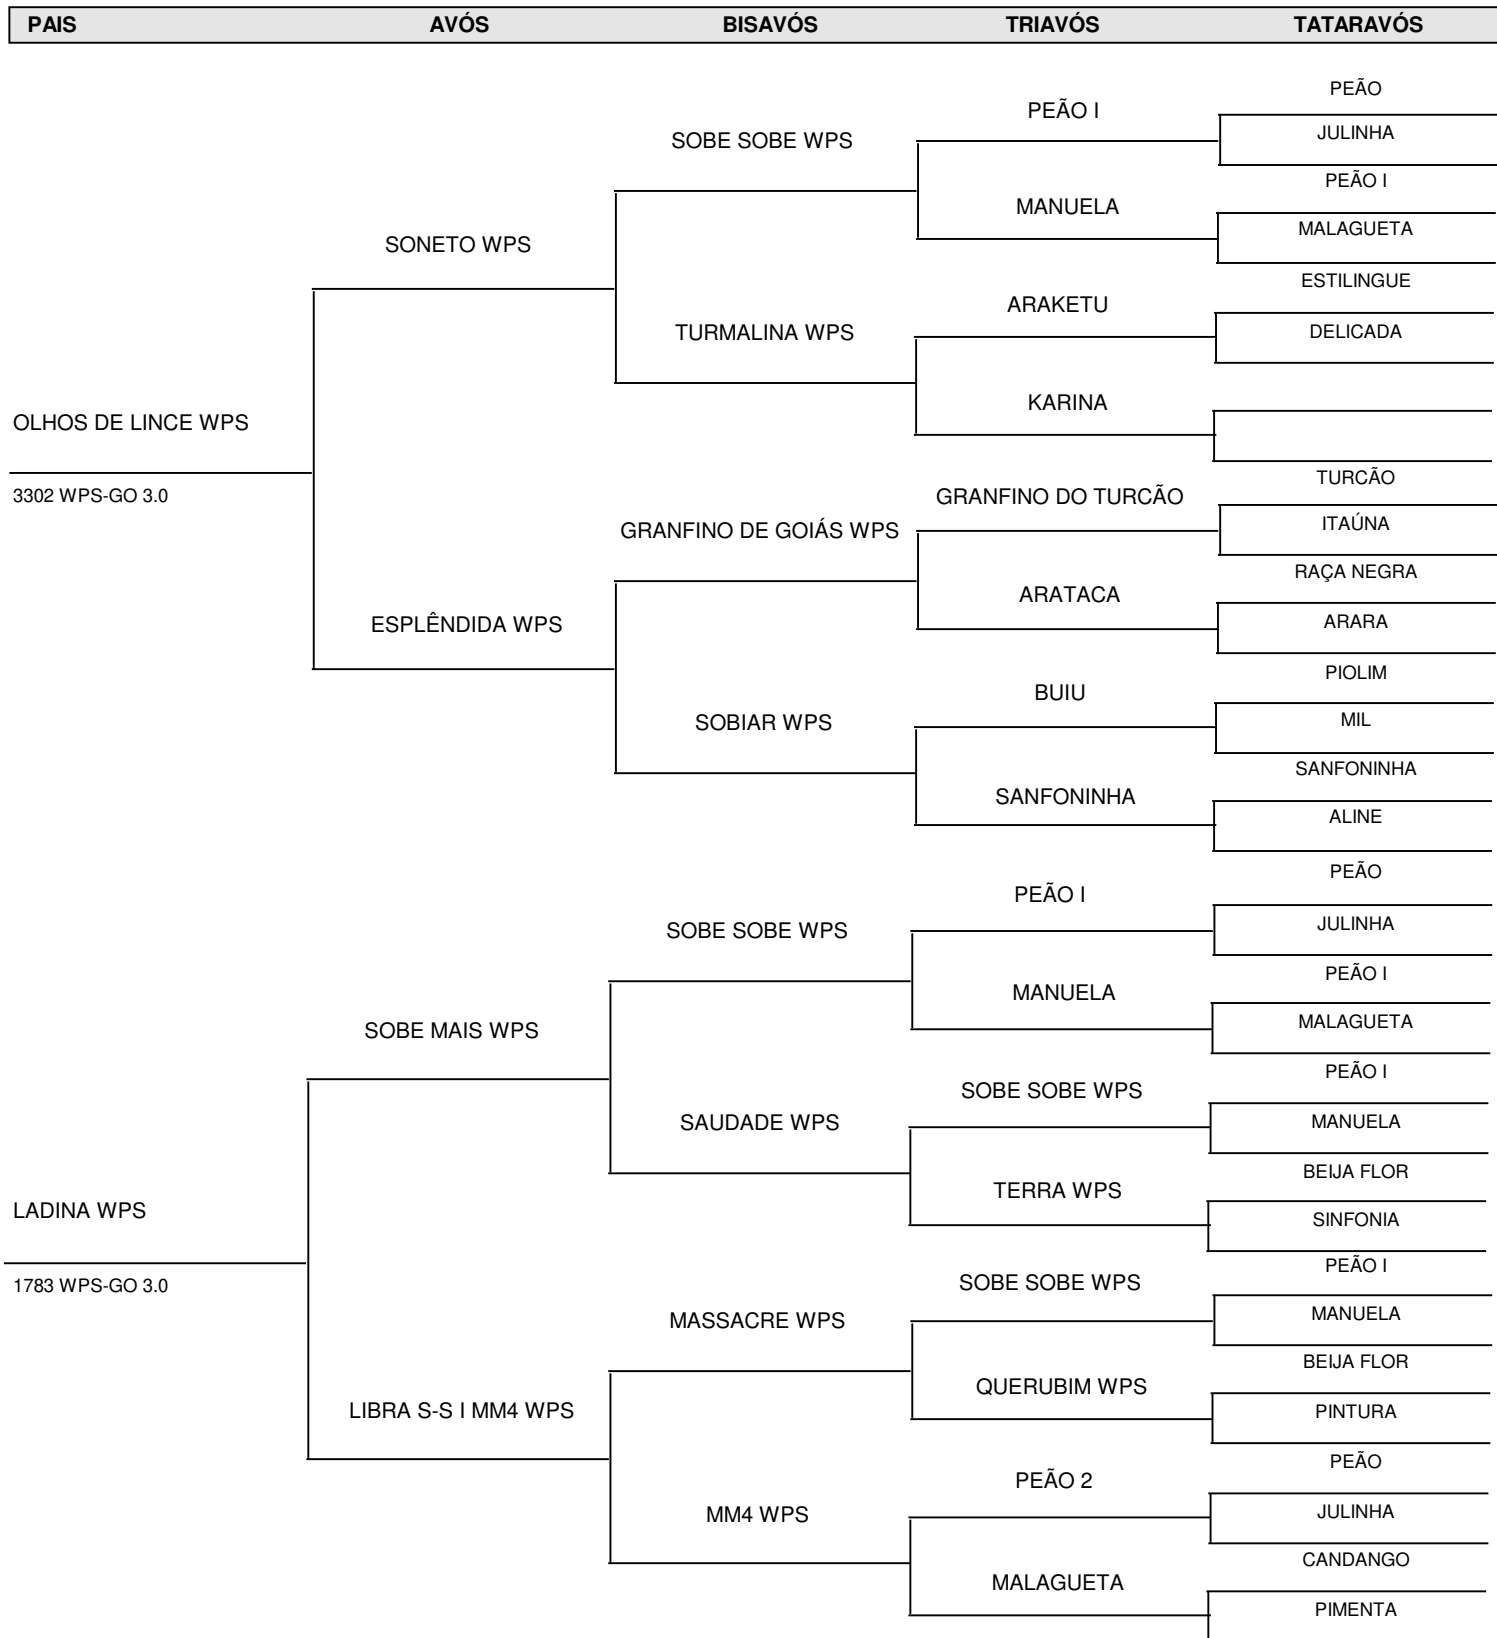 PAIS AVÓS BISAVÓS TRIAVÓS TATARAVÓS
PEÃO
PEÃO I
JULINHA
SOBE SOBE WPS
PEÃO I
MANUELA
MALAGUETA
SONETO WPS
ESTILINGUE
ARAKETU
TURMALINA WPS
DELICADA
KARINA
OLHOS DE LINCE WPS
TURCÃO
3302 WPS-GO 3.0
GRANFINO DO TURCÃO
ITAÚNA
GRANFINO DE GOIÁS WPS
RAÇA NEGRA
ARATACA
ARARA
ESPLÊNDIDA WPS
PIOLIM
BUIU
MIL
SOBIAR WPS
SANFONINHA
SANFONINHA
ALINE
PEÃO
PEÃO I
JULINHA
SOBE SOBE WPS
PEÃO I
MANUELA
MALAGUETA
SOBE MAIS WPS
PEÃO I
SOBE SOBE WPS
MANUELA
SAUDADE WPS
BEIJA FLOR
TERRA WPS
LADINA WPS
SINFONIA
PEÃO I
1783 WPS-GO 3.0
SOBE SOBE WPS
MANUELA
MASSACRE WPS
BEIJA FLOR
QUERUBIM WPS
LIBRA S-S I MM4 WPS
PINTURA
PEÃO
PEÃO 2
JULINHA
MM4 WPS
CANDANGO
MALAGUETA
PIMENTA